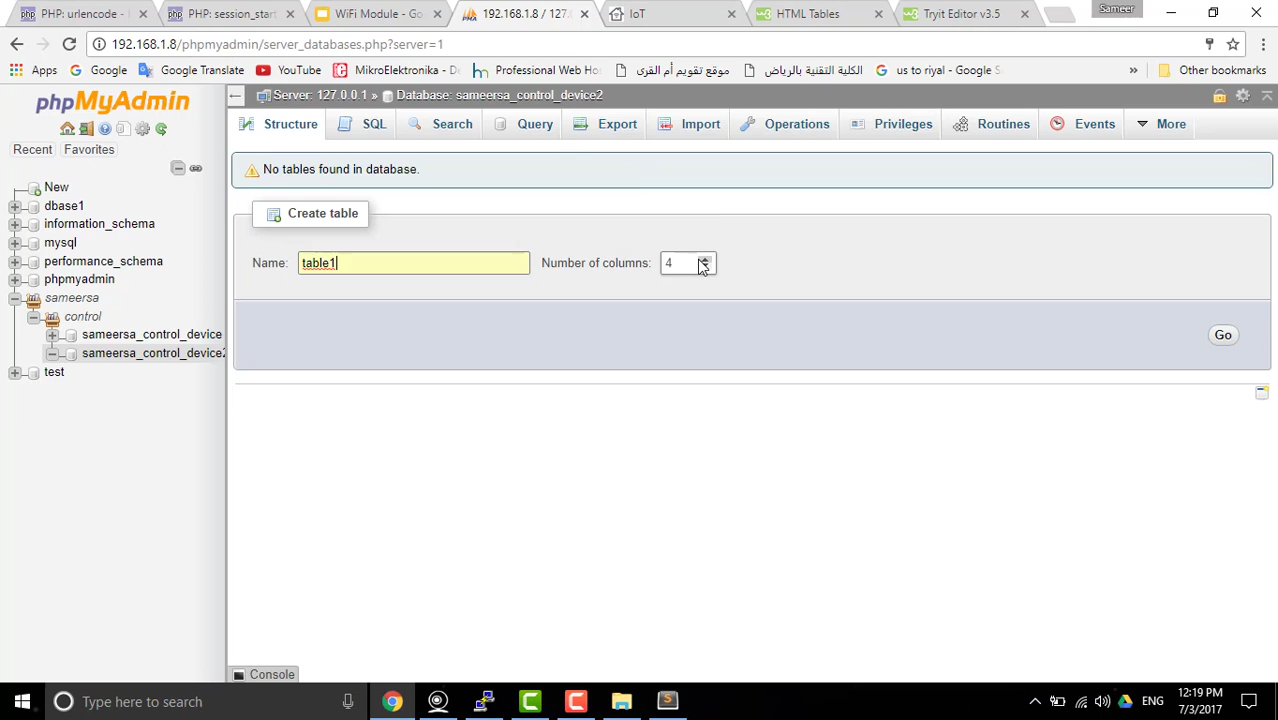 PHP: urlencode - M
PHP: session_start
WiFi Module - Go
PMA
192.168.1.8 / 127.
IoT
HTML Tables
Tryit Editor v3.5
Sameer
192.168.1.8/phpmyadmin/server_databases.php?server=1
Apps
Google
Google Translate
YouTube
MikroElektronika - De
Professional Web Ho
موقع تقويم أم القرى
الكلية التقنية بالرياض
us to riyal - Google S
»
Other bookmarks
phpMyAdmin
Server: 127.0.0.1 » Database: sameersa_control_device2
Structure
SQL
Search
Query
Export
Import
Operations
Privileges
Routines
Events
More
Recent
Favorites
No tables found in database.
New
dbase1
information_schema
mysql
performance_schema
phpmyadmin
sameersa
control
sameersa_control_device
sameersa_control_device2
test
Create table
Name: table1
Number of columns: 4
Go
Console
Type here to search
ENG
12:19 PM
7/3/2017